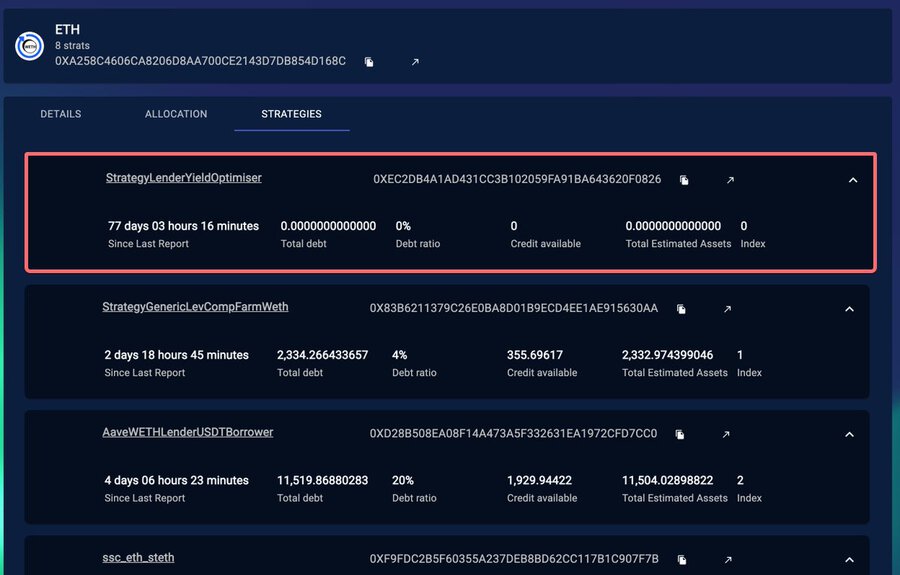 ETH
8 strats
0XA258C4606CA8206D8AA700CE2143D7DB854D168C
WETH
DETAILS ALLOCATION STRATEGIES
StrategyLenderYieldOptimiser 0XEC2DB4A1AD431CC3B102059FA91BA643620F0826
77 days 03 hours 16 minutes 0.0000000000000 0% 0 0.0000000000000 0
Since Last Report Total debt Debt ratio Credit available Total Estimated Assets Index
StrategyGenericLevCompFarmWeth 0X83B6211379C26E0BA8D01B9ECD4EE1AE915630AA
2 days 18 hours 45 minutes 2,334.266433657 4% 355.69617 2,332.974399046 1
Since Last Report Total debt Debt ratio Credit available Total Estimated Assets Index
AaveWETHLenderUSDTBorrower 0XD28B508EA08F14A473A5F332631EA1972CFD7CC0
4 days 06 hours 23 minutes 11,519.86880283 20% 1,929.94422 11,504.02898822 2
Since Last Report Total debt Debt ratio Credit available Total Estimated Assets Index
ssc_eth_steth 0XF9FDC2B5F60355A237DEB8BD62CC117B1C907F7B